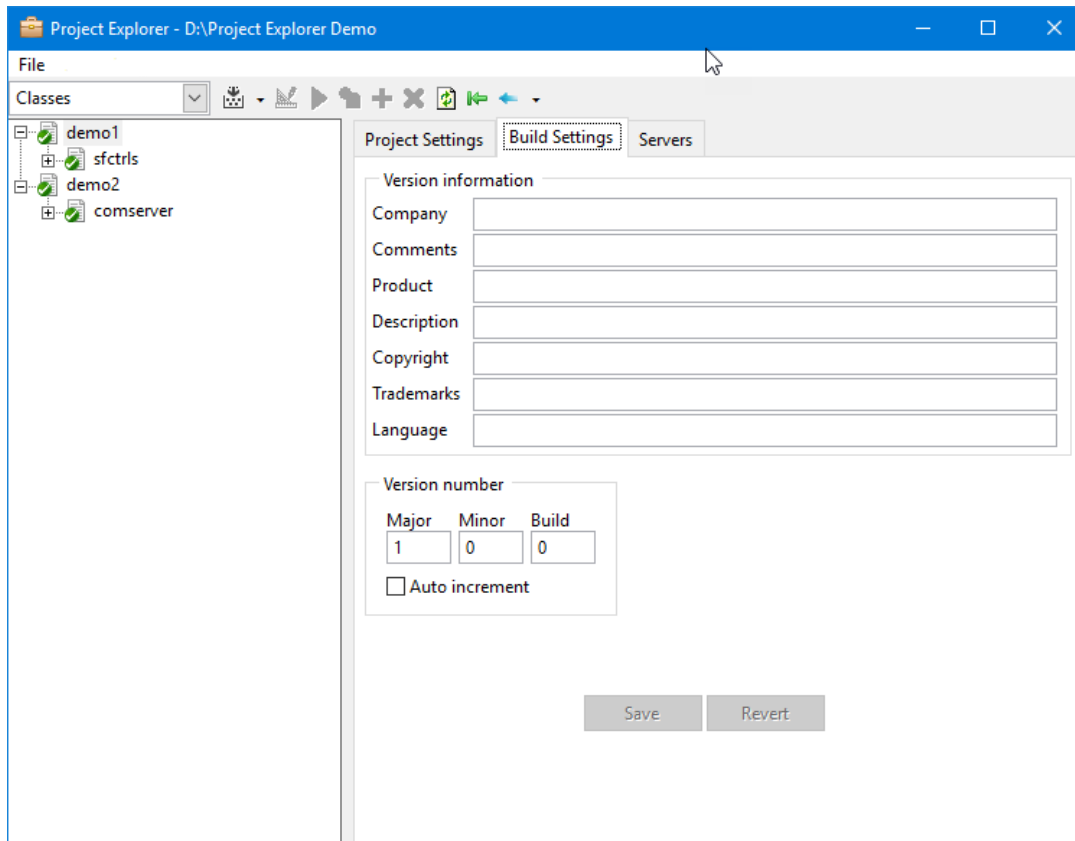 Project Explorer - D:\Project Explorer Demo
File
Classes
demo1
sfctrls
demo2
comserver
Project Settings
Build Settings
Servers
Version information
Company
Comments
Product
Description
Copyright
Trademarks
Language
Version number
Major Minor Build
1 0 0
Auto increment
Save Revert